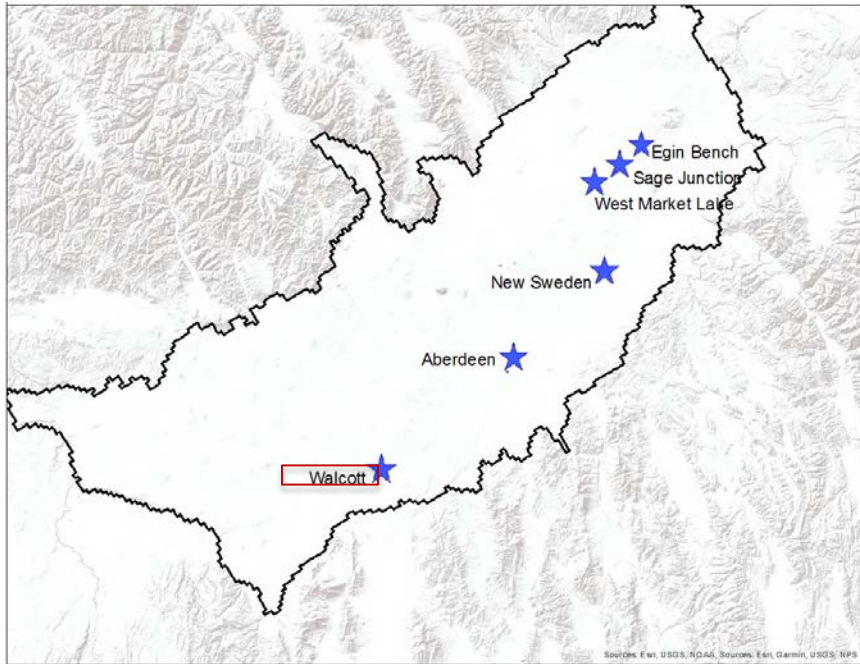 Egin Bench
Sage Junction
West Market Lake
New Sweden
Aberdeen
Walcott
Sources: Esri, USGS, NOAA, Sources: Esri, Garmin, USGS, NPS